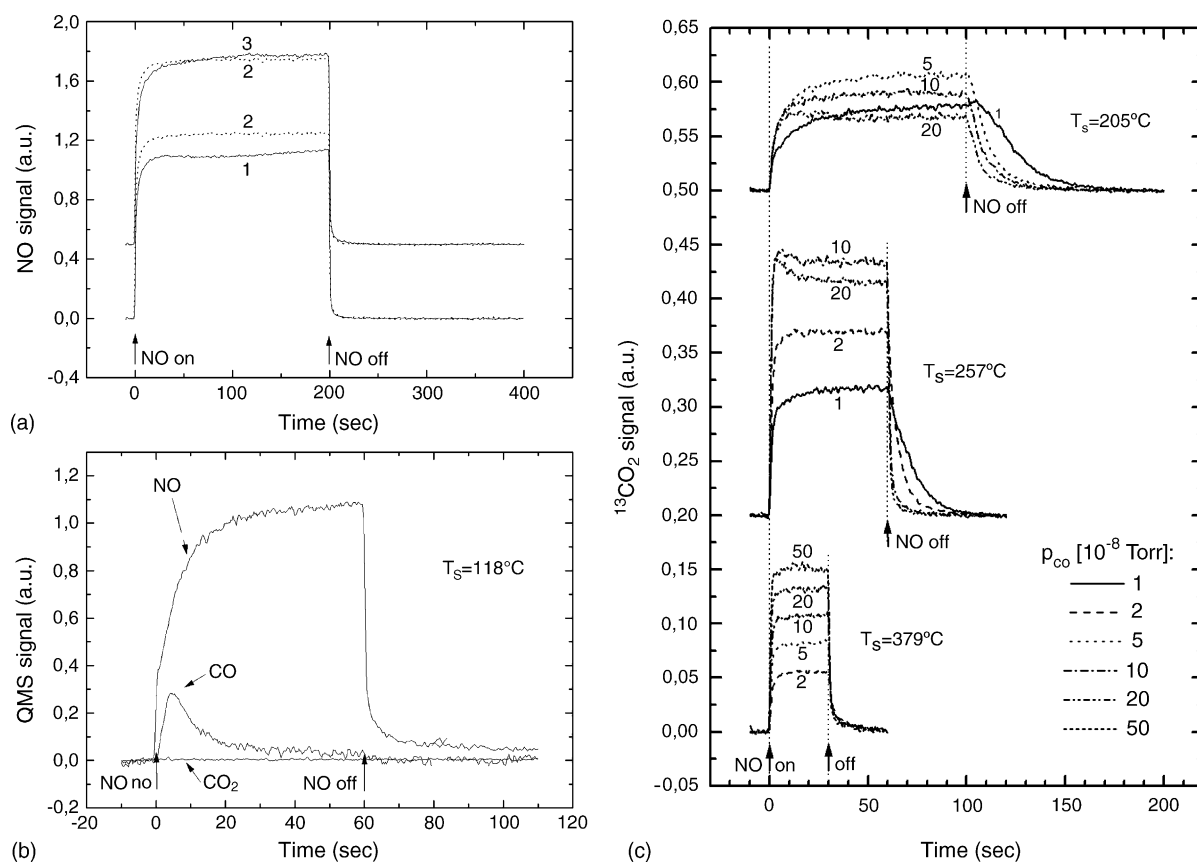 2,0
1,6
1,2
0,8
0,4
0,0
-0,4
NO signal (a.u.)
3
2
2
1
NO on
NO off
0
100
200
300
400
Time (sec)
(a)
1,2
1,0
0,8
0,6
0,4
0,2
0,0
-0,2
QMS signal (a.u.)
NO
T_S=118°C
CO
CO₂
NO no
NO off
-20
0
20
40
60
80
100
120
Time (sec)
(b)
0,65
0,60
0,55
0,50
0,45
0,40
0,35
0,30
0,25
0,20
0,15
0,10
0,05
0,00
-0,05
¹³CO₂ signal (a.u.)
5
10
1
20
T_s=205ºC
NO off
10
20
2
1
T_S=257ºC
NO off
50
20
10
5
2
T_S=379ºC
NO on
off
p_co [10⁻⁸ Torr]:
1
2
5
10
20
50
0
50
100
150
200
Time (sec)
(c)